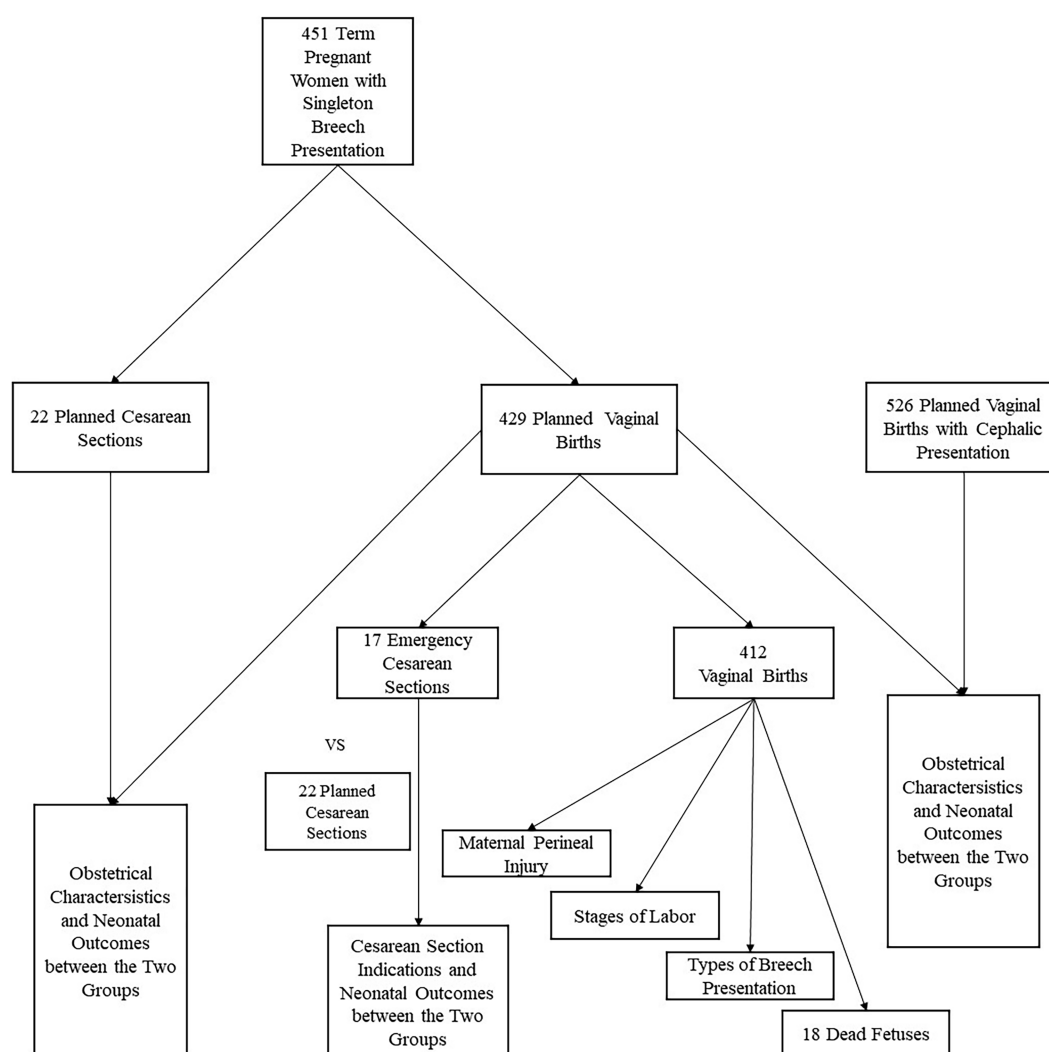 451 Term
Pregnant
Women with
Singleton
Breech
Presentation
22 Planned Cesarean
Sections
429 Planned Vaginal
Births
526 Planned Vaginal
Births with Cephalic
Presentation
17 Emergency
Cesarean
Sections
412
Vaginal Births
VS
22 Planned
Cesarean
Sections
Obstetrical
Charactersistics
and Neonatal
Outcomes
between the Two
Groups
Maternal Perineal
Injury
Stages of Labor
Types of Breech
Presentation
18 Dead Fetuses
Obstetrical
Charactersistics
and Neonatal
Outcomes
between the Two
Groups
Cesarean Section
Indications and
Neonatal Outcomes
between the Two
Groups